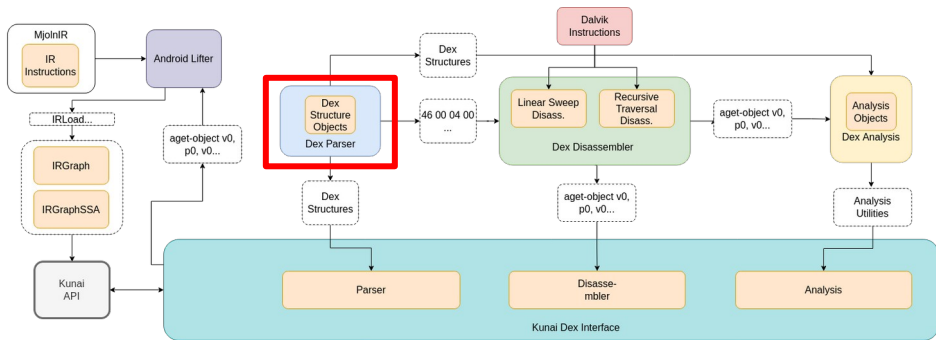 MjolnIR
IR
Instructions
Android Lifter
IRLoad...
IRGraph
IRGraphSSA
Kunai
API
aget-object v0,
p0, v0...
Dex
Structures
Dex
Structure
Objects
Dex Parser
46 00 04 00
...
Dex
Structures
Dalvik
Instructions
Linear Sweep
Disass.
Recursive
Traversal
Disass.
Dex Disassembler
aget-object v0,
p0, v0...
aget-object v0,
p0, v0...
Analysis
Objects
Dex Analysis
Analysis
Utilities
Parser
Disasse-
mbler
Analysis
Kunai Dex Interface